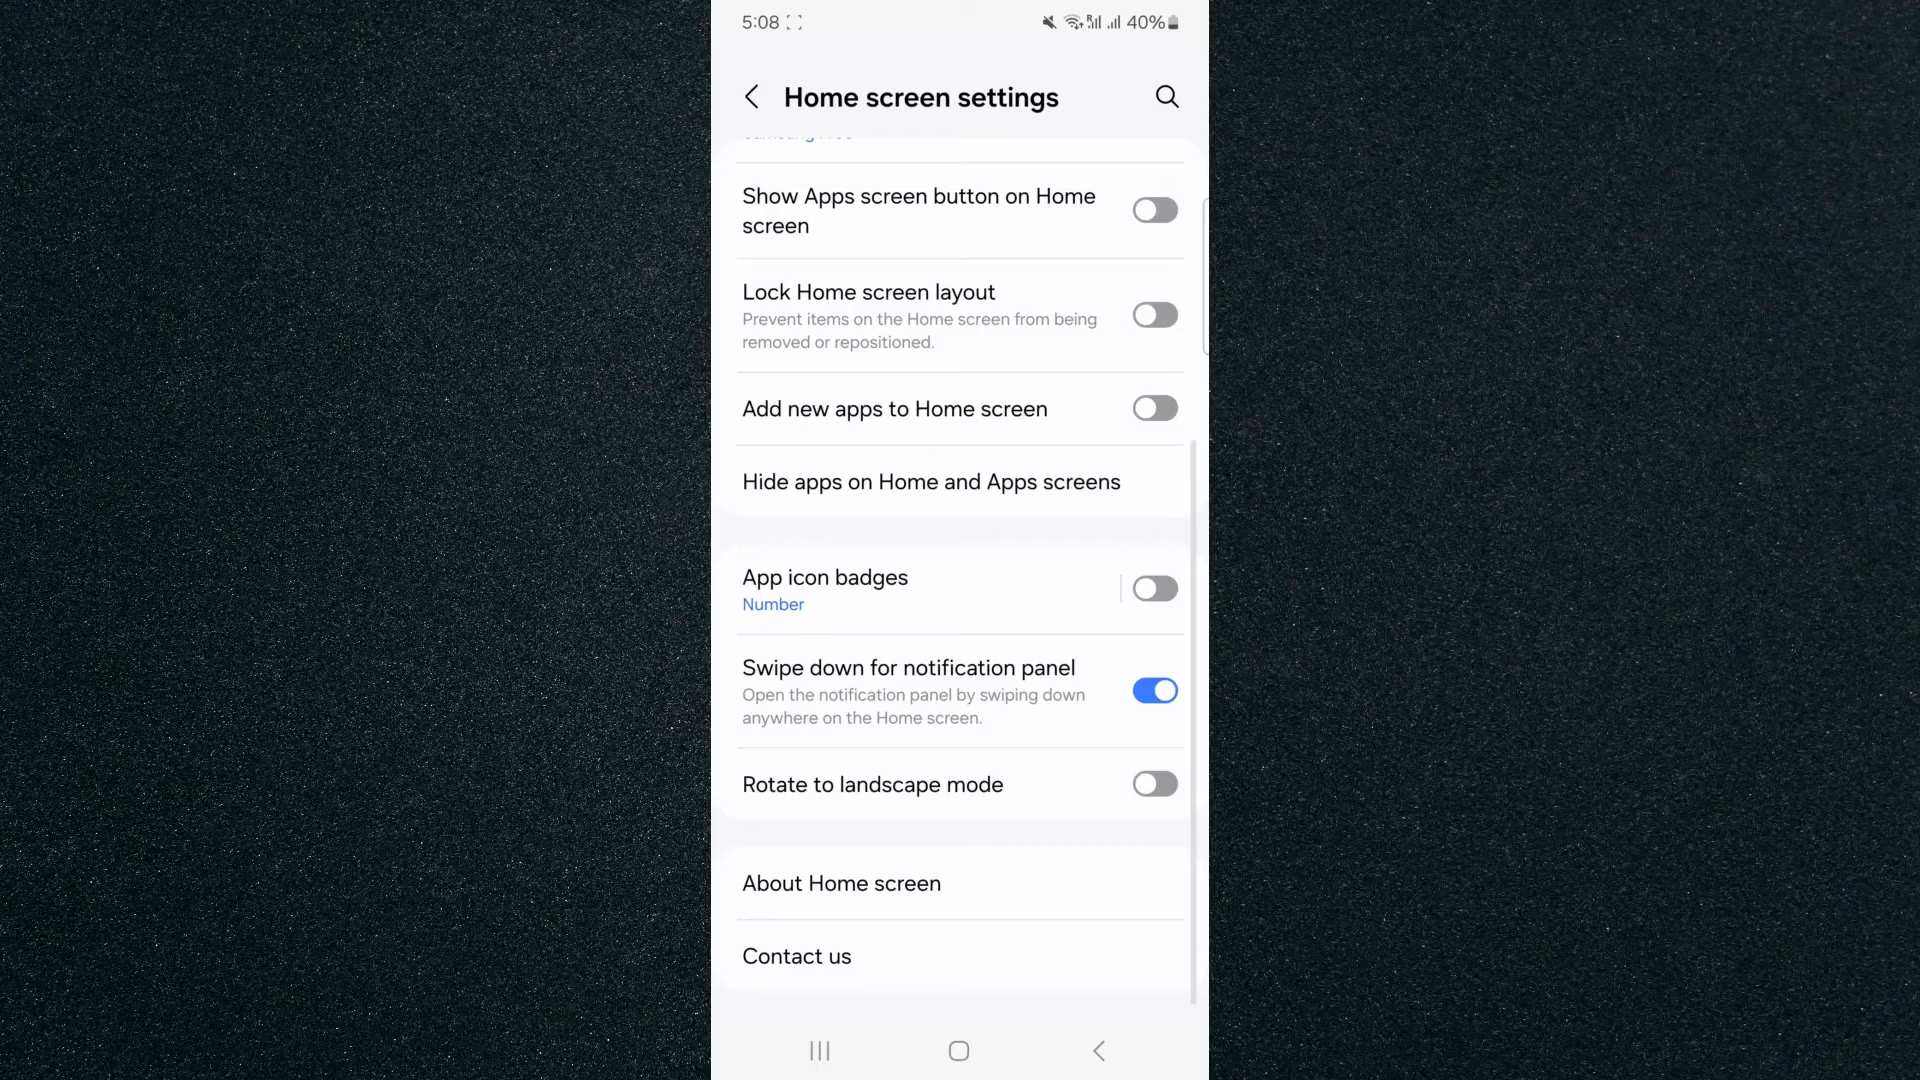 5:08 40%
Home screen settings
Show Apps screen button on Home
screen
Lock Home screen layout
Prevent items on the Home screen from being
removed or repositioned.
Add new apps to Home screen
Hide apps on Home and Apps screens
App icon badges
Number
Swipe down for notification panel
Open the notification panel by swiping down
anywhere on the Home screen.
Rotate to landscape mode
About Home screen
Contact us